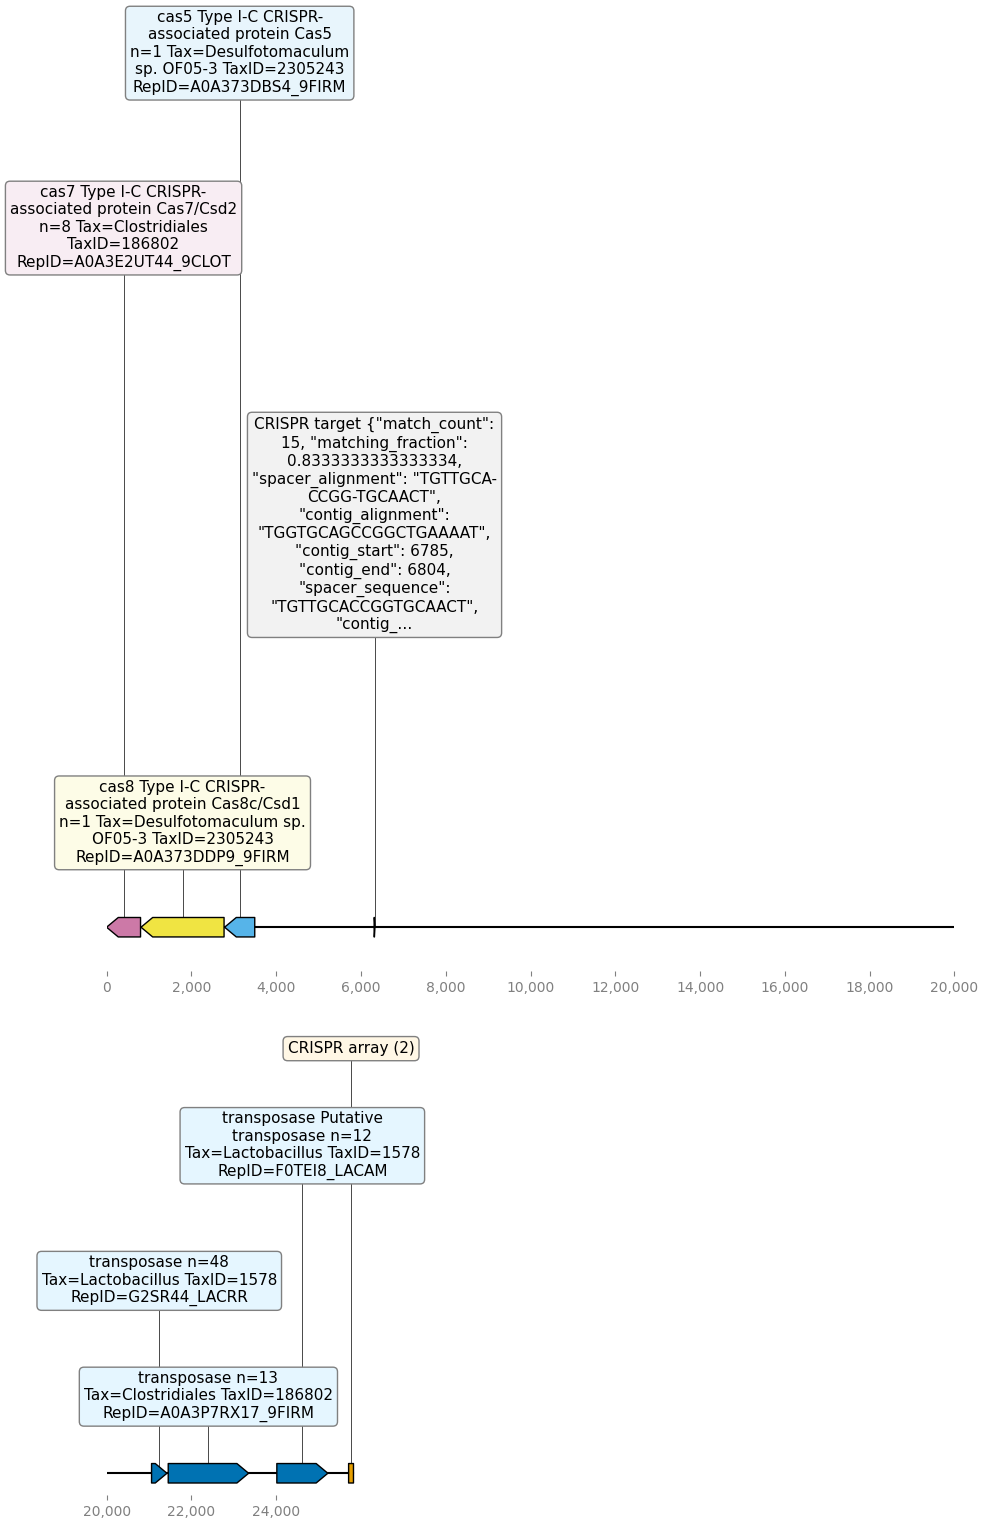 cas5 Type I-C CRISPR-
associated protein Cas5
n=1 Tax=Desulfotomaculum
sp. OF05-3 TaxID=2305243
RepID=A0A373DBS4_9FIRM
cas7 Type I-C CRISPR-
associated protein Cas7/Csd2
n=8 Tax=Clostridiales
TaxID=186802
RepID=A0A3E2UT44_9CLOT
CRISPR target {"match_count":
15, "matching_fraction":
0.8333333333333334,
"spacer_alignment": "TGTTGCA-
CCGG-TGCAACT",
"contig_alignment":
"TGGTGCAGCCGGCTGAAAAT",
"contig_start": 6785,
"contig_end": 6804,
"spacer_sequence":
"TGTTGCACCGGTGCAACT",
"contig_...
cas8 Type I-C CRISPR-
associated protein Cas8c/Csd1
n=1 Tax=Desulfotomaculum sp.
OF05-3 TaxID=2305243
RepID=A0A373DDP9_9FIRM
0 2,000 4,000 6,000 8,000 10,000 12,000 14,000 16,000 18,000 20,000
CRISPR array (2)
transposase Putative
transposase n=12
Tax=Lactobacillus TaxID=1578
RepID=F0TEI8_LACAM
transposase n=48
Tax=Lactobacillus TaxID=1578
RepID=G2SR44_LACRR
transposase n=13
Tax=Clostridiales TaxID=186802
RepID=A0A3P7RX17_9FIRM
20,000 22,000 24,000